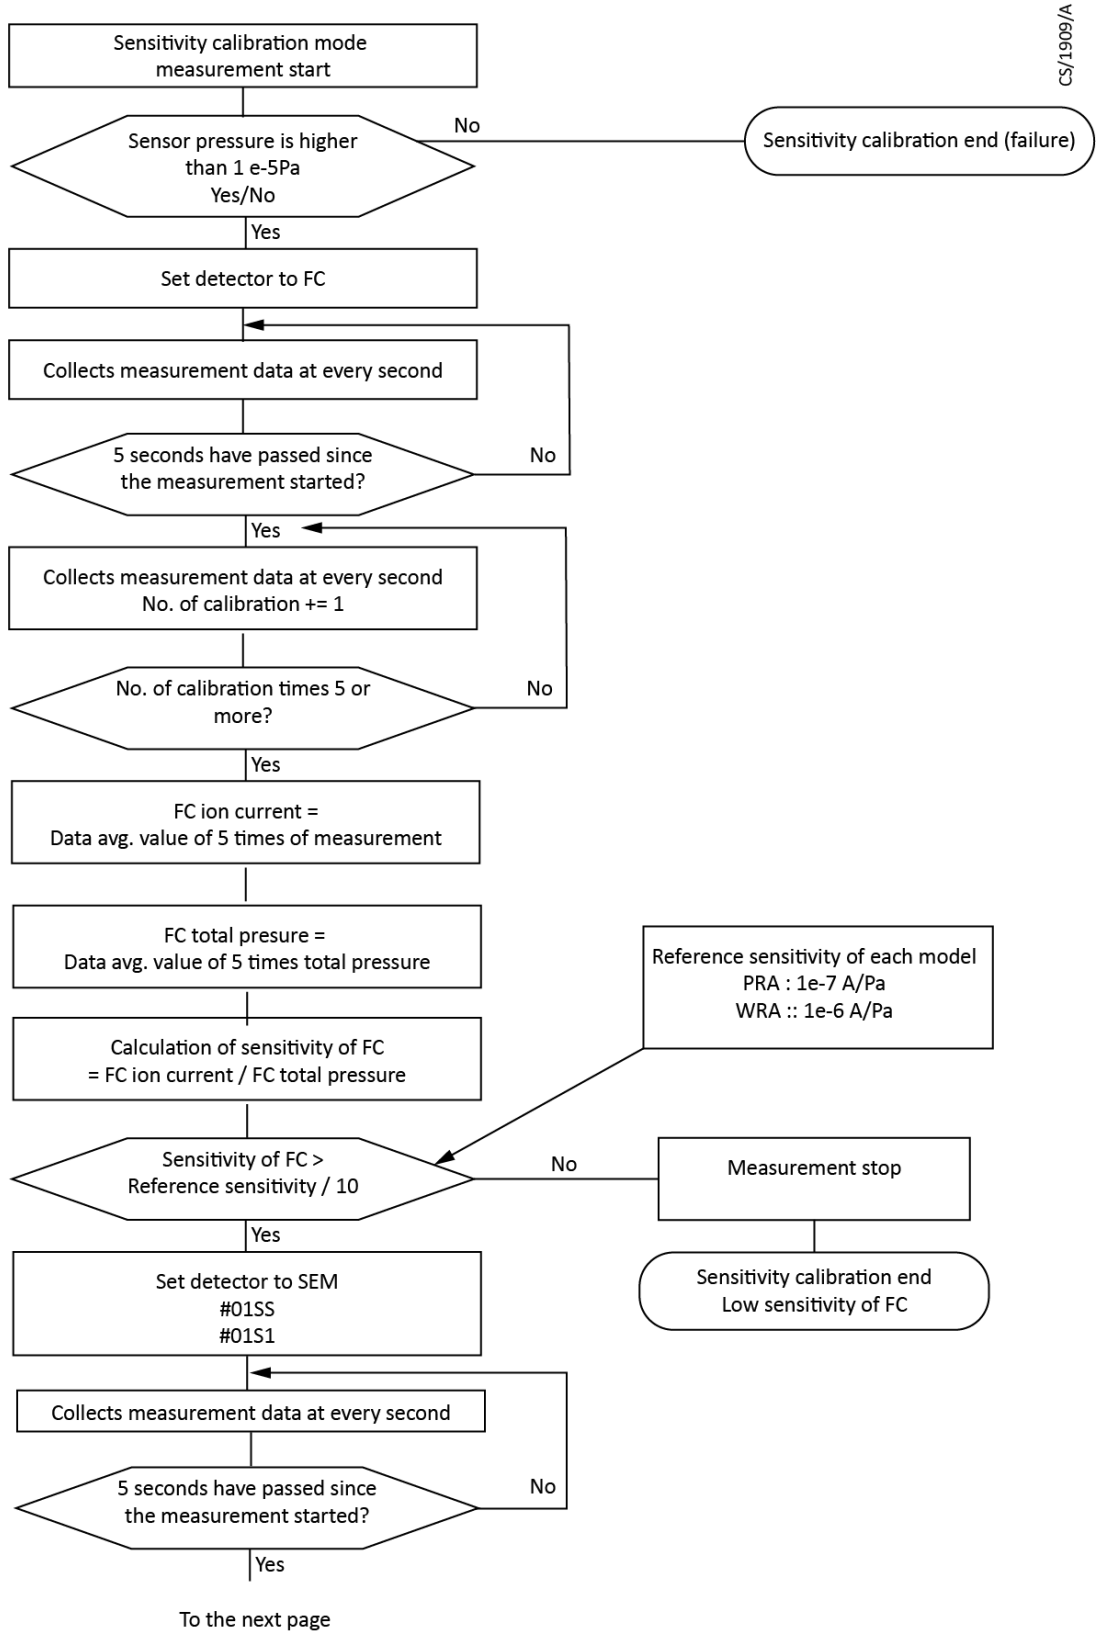 CS/1909/A
Sensitivity calibration mode
measurement start
Sensor pressure is higher
than 1 e-5Pa
Yes/No
No
Sensitivity calibration end (failure)
Yes
Set detector to FC
Collects measurement data at every second
5 seconds have passed since
the measurement started?
No
Yes
Collects measurement data at every second
No. of calibration += 1
No. of calibration times 5 or
more?
No
Yes
FC ion current =
Data avg. value of 5 times of measurement
FC total presure =
Data avg. value of 5 times total pressure
Reference sensitivity of each model
PRA : 1e-7 A/Pa
WRA :: 1e-6 A/Pa
Calculation of sensitivity of FC
= FC ion current / FC total pressure
Sensitivity of FC >
Reference sensitivity / 10
No
Measurement stop
Sensitivity calibration end
Low sensitivity of FC
Yes
Set detector to SEM
#01SS
#01S1
Collects measurement data at every second
5 seconds have passed since
the measurement started?
No
Yes
To the next page